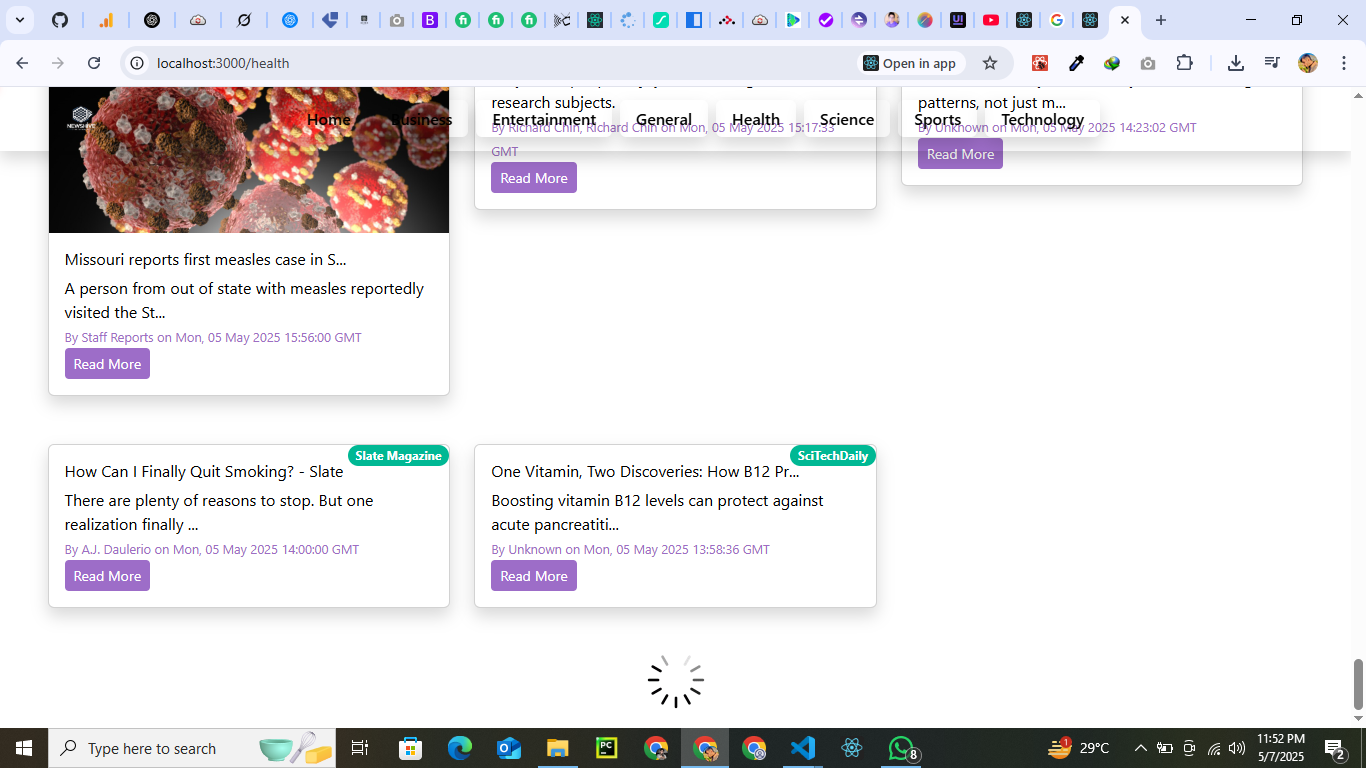 localhost:3000/health
Open in app
NEWSHIVE
Home
Business
Entertainment
General
Health
Science
Sports
Technology
research subjects.
By Richard Chin, Richard Chin on Mon, 05 May 2025 15:17:33
GMT
Read More
patterns, not just m...
By Unknown on Mon, 05 May 2025 14:23:02 GMT
Read More
Missouri reports first measles case in S...
A person from out of state with measles reportedly
visited the St...
By Staff Reports on Mon, 05 May 2025 15:56:00 GMT
Read More
Slate Magazine
How Can I Finally Quit Smoking? - Slate
There are plenty of reasons to stop. But one
realization finally ...
By A.J. Daulerio on Mon, 05 May 2025 14:00:00 GMT
Read More
SciTechDaily
One Vitamin, Two Discoveries: How B12 Pr...
Boosting vitamin B12 levels can protect against
acute pancreatiti...
By Unknown on Mon, 05 May 2025 13:58:36 GMT
Read More
Type here to search
PC
8
1
29°C
11:52 PM
5/7/2025
2